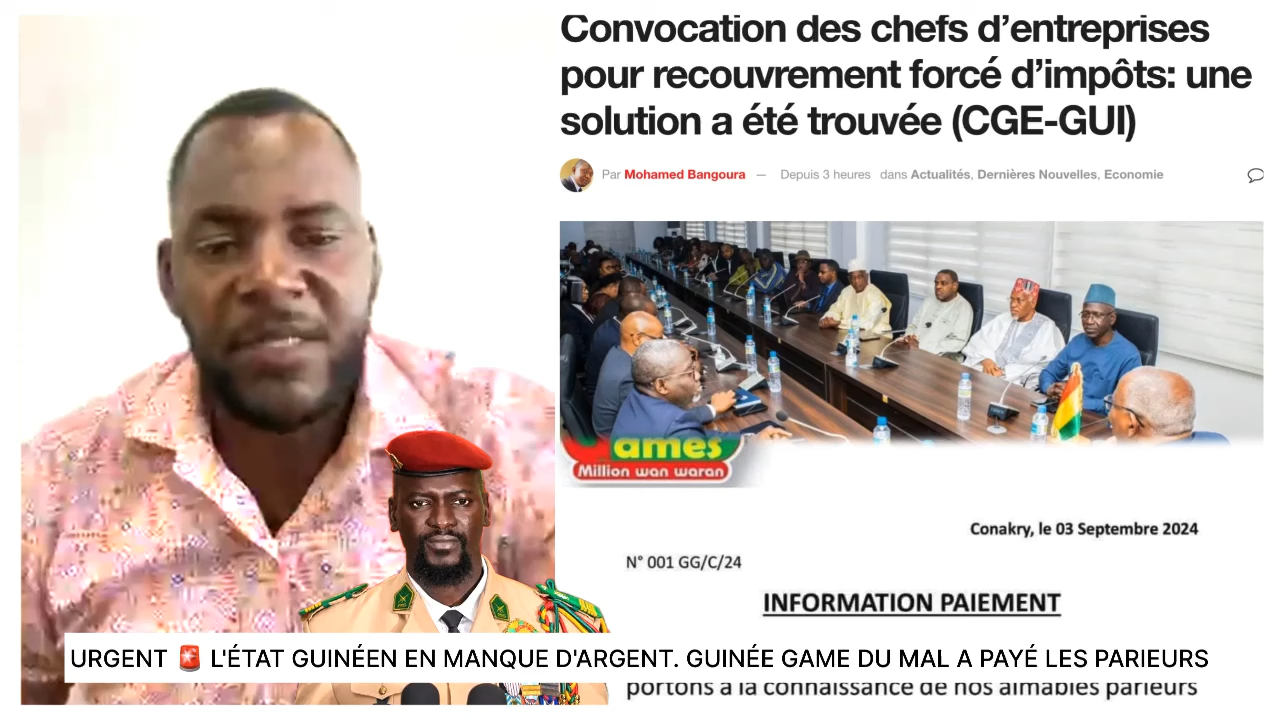 Convocation des chefs d’entreprises
pour recouvrement forcé d’impôts: une
solution a été trouvée (CGE-GUI)
Par Mohamed Bangoura — Depuis 3 heures dans Actualités, Dernières Nouvelles, Economie
ames
Million wan waran
Conakry, le 03 Septembre 2024
N° 001 GG/C/24
INFORMATION PAIEMENT
URGENT 🚨 L'ÉTAT GUINÉEN EN MANQUE D'ARGENT. GUINÉE GAME DU MAL A PAYÉ LES PARIEURS
portons à la connaissance de nos aimables parieurs